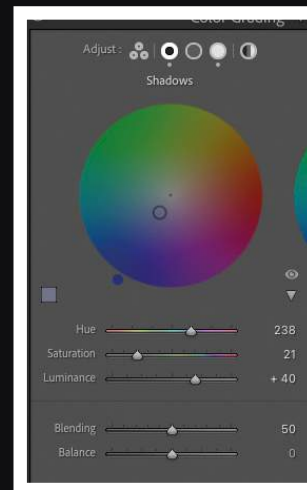 Color Grading
Adjust :
Shadows
Hue 238
Saturation 21
Luminance + 40
Blending 50
Balance 0